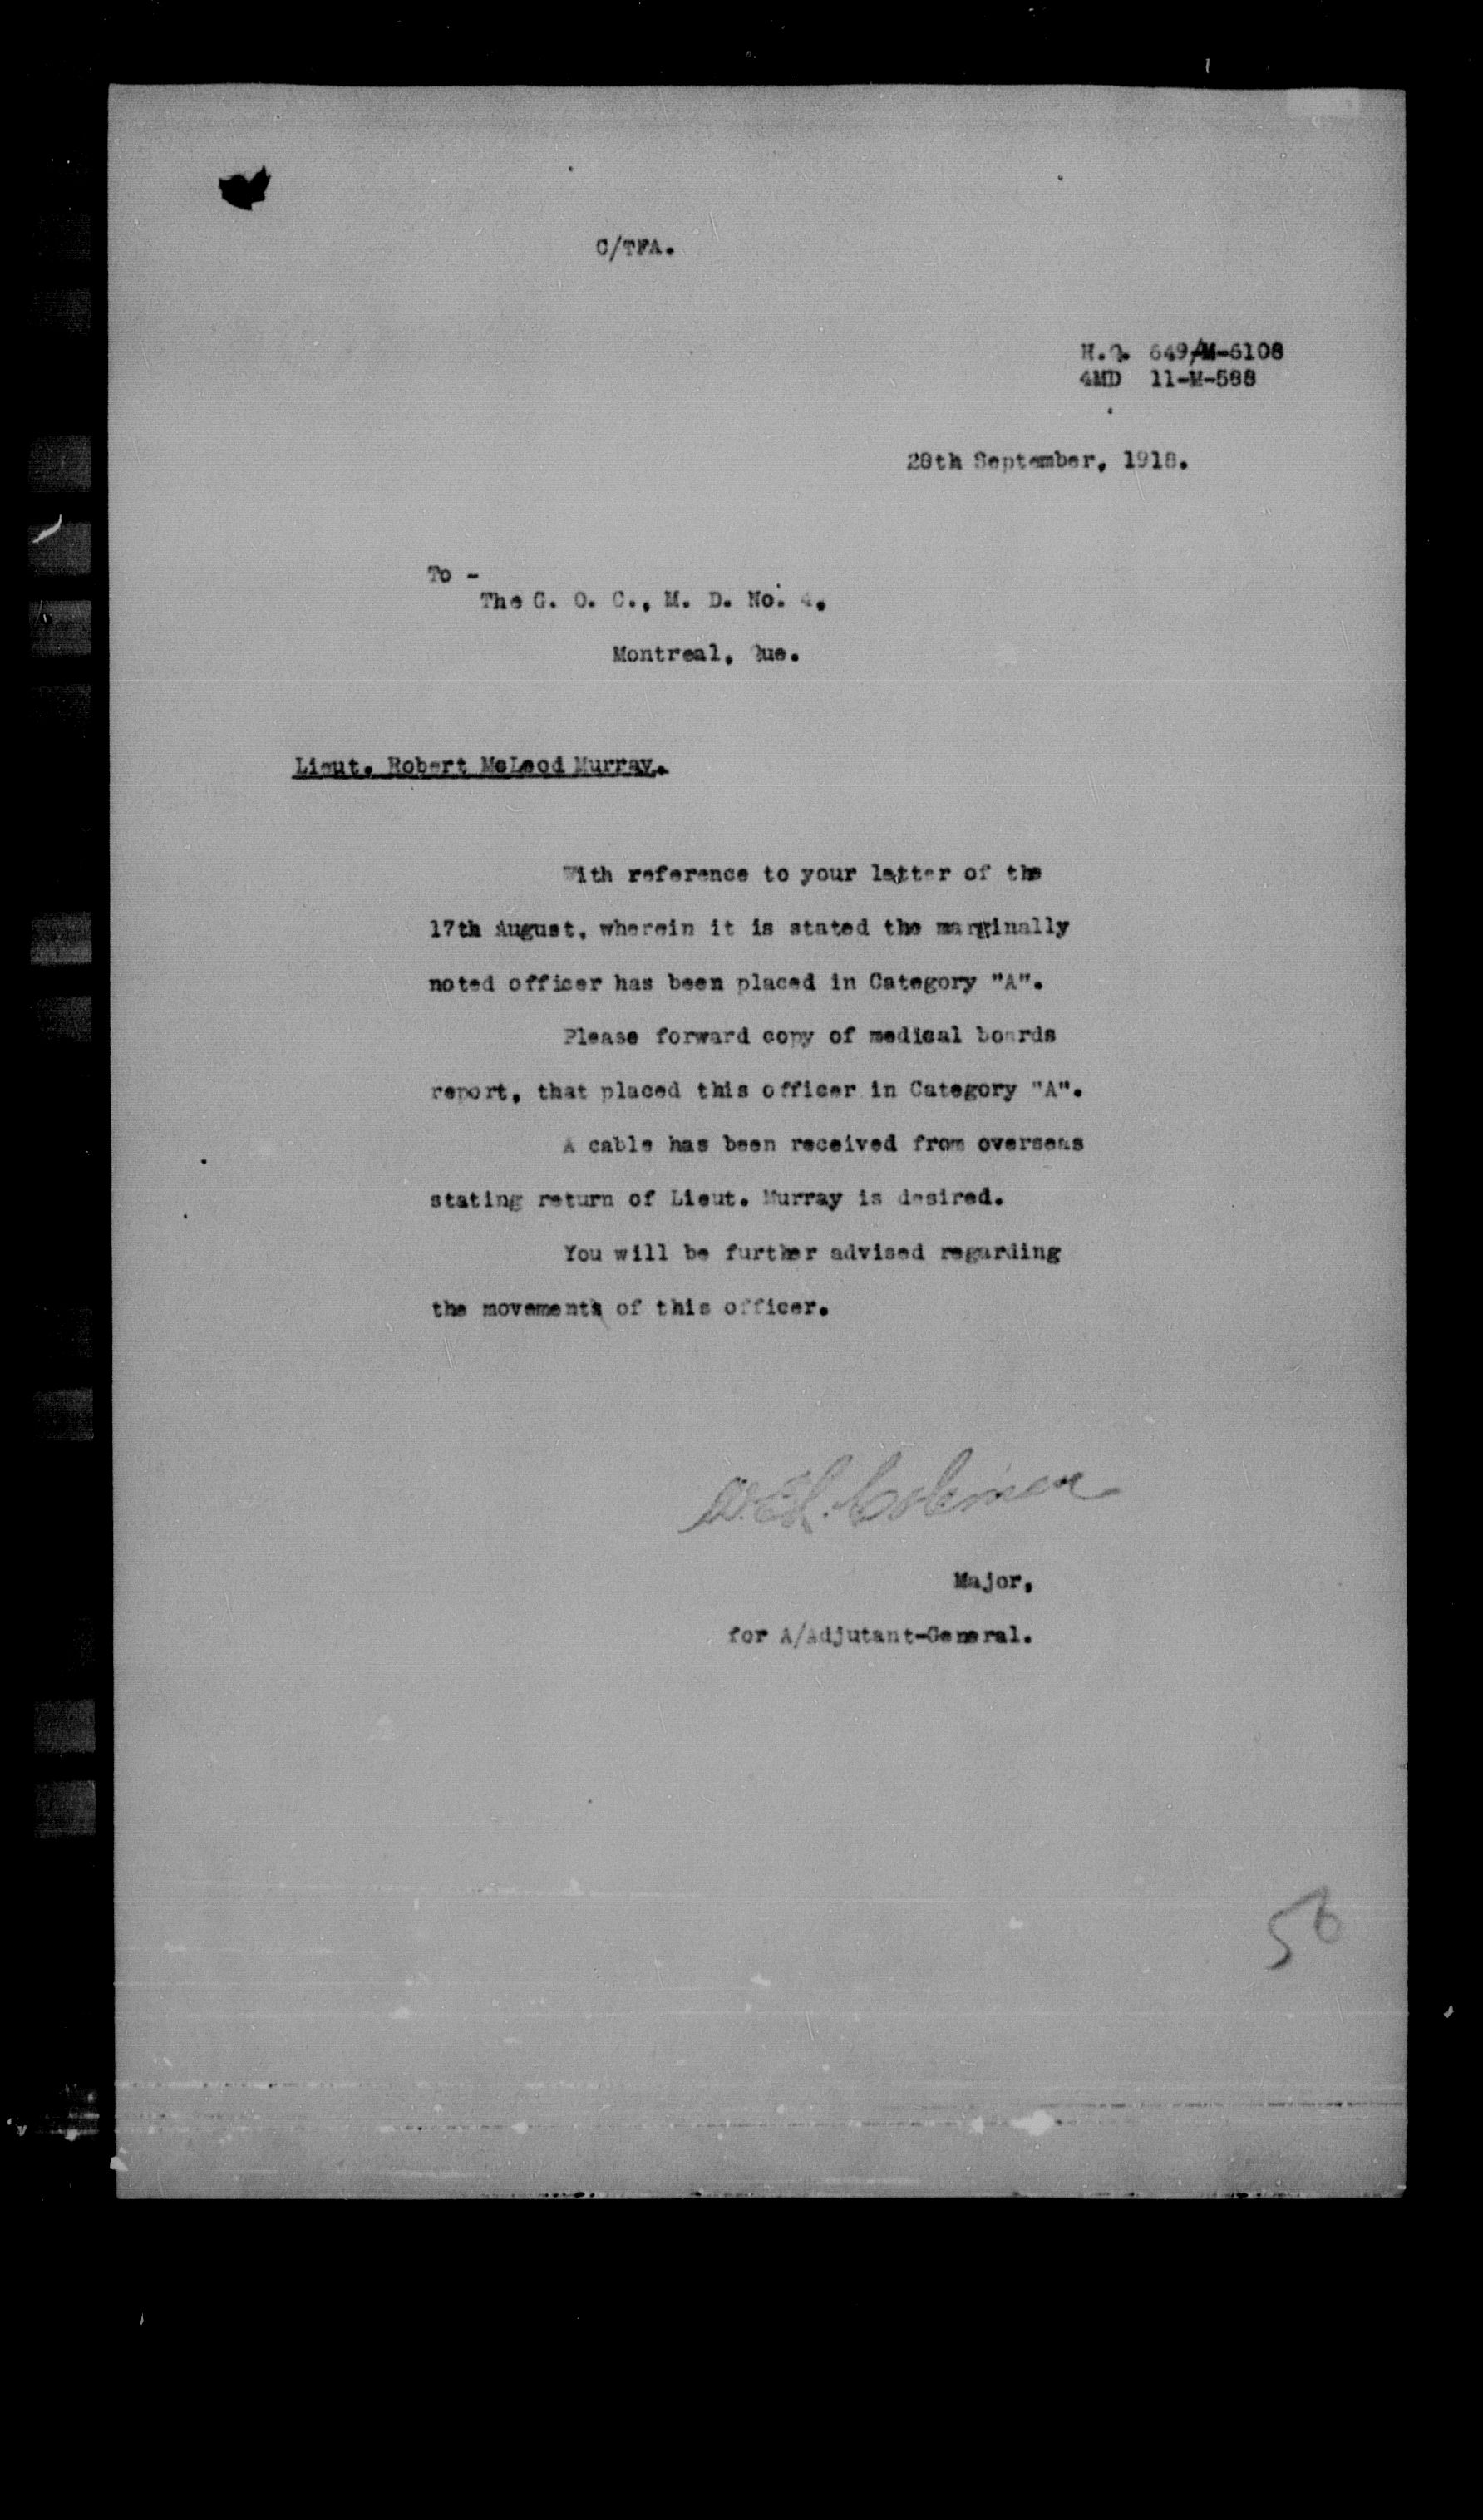 C/TFA.
H.Q. 649/M-6108
4MD 11-M-588
28th September, 1918.
To -
The G. O. C., M. D. No. 4.
Montreal, Que.
Lieut. Robert McLeod Murray.
With reference to your letter of the
17th August, wherein it is stated the marginally
noted officer has been placed in Category "A".
Please forward copy of medical boards
report, that placed this officer in Category "A".
A cable has been received from overseas
stating return of Lieut. Murray is desired.
You will be further advised regarding
the movements of this officer.
Major,
for A/Adjutant-General.
56